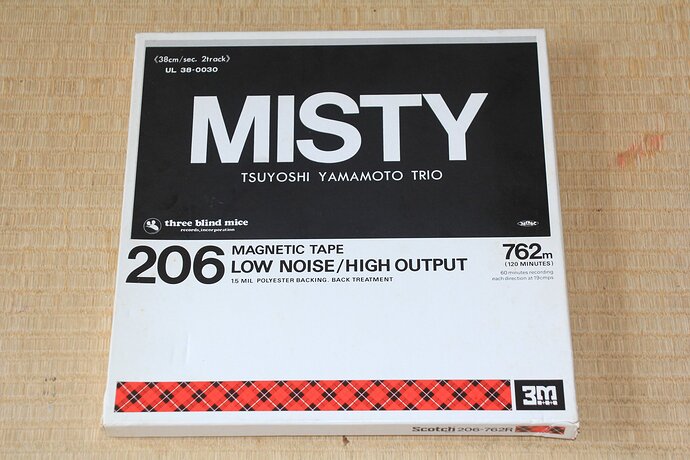 (38cm/sec. 2track)
UL 38-0030
MISTY
TSUYOSHI YAMAMOTO TRIO
three blind mice
records, incorporation
206
MAGNETIC TAPE
LOW NOISE/HIGH OUTPUT
1.5 MIL POLYESTER BACKING. BACK TREATMENT
762m
(120 MINUTES)
60 minutes recording
each direction at 19cmps
3M
Scotch 206-762R